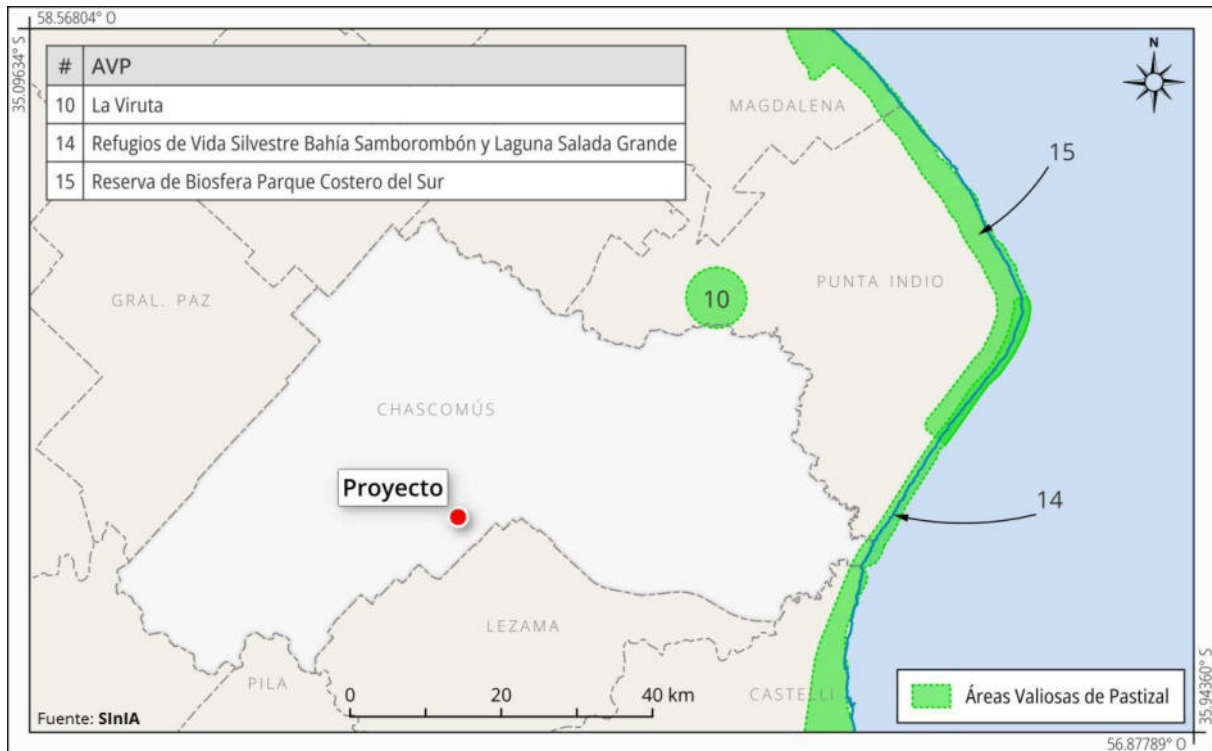 58.56804° O
35.09634° S
# AVP
10 La Viruta
14 Refugios de Vida Silvestre Bahía Samborombón y Laguna Salada Grande
15 Reserva de Biosfera Parque Costero del Sur
N
MAGDALENA
15
PUNTA INDIO
10
GRAL. PAZ
CHASCOMÚS
Proyecto
14
LEZAMA
PILA
0 20 40 km
CASTELLI
Áreas Valiosas de Pastizal
Fuente: SInIA
35.94360° S
56.87789° O